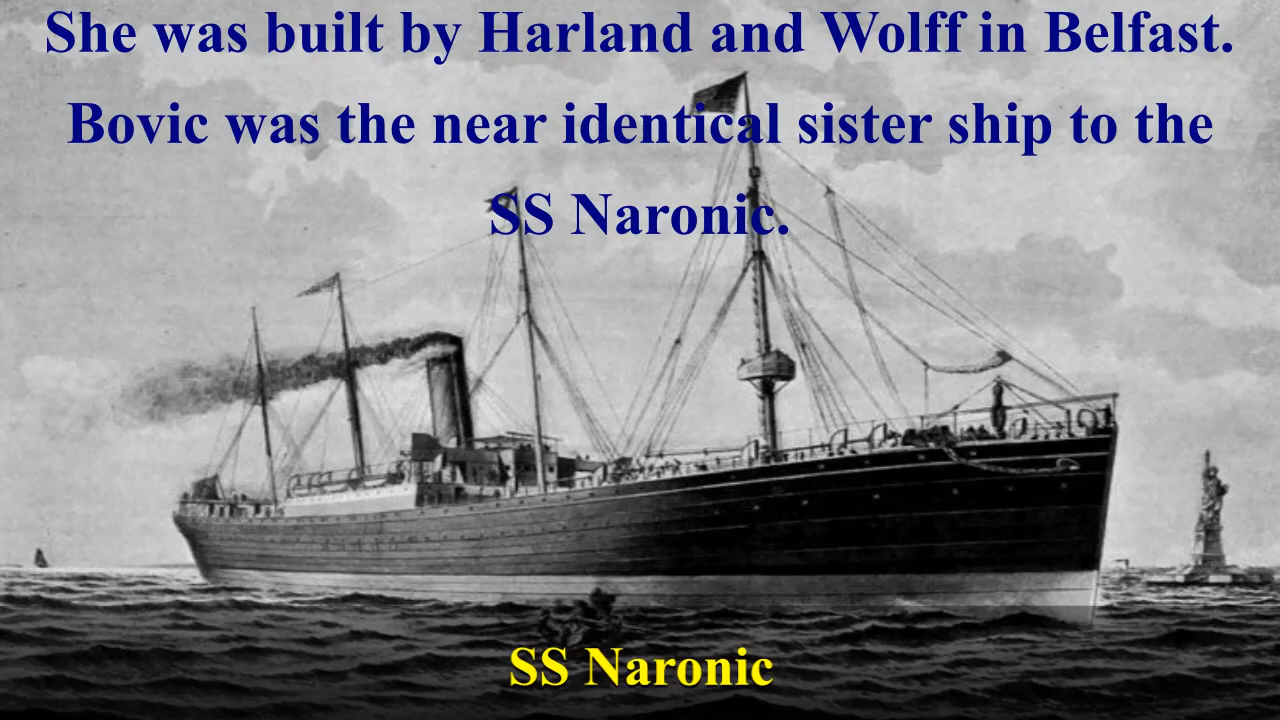 She was built by Harland and Wolff in Belfast.
Bovic was the near identical sister ship to the
SS Naronic.
SS Naronic